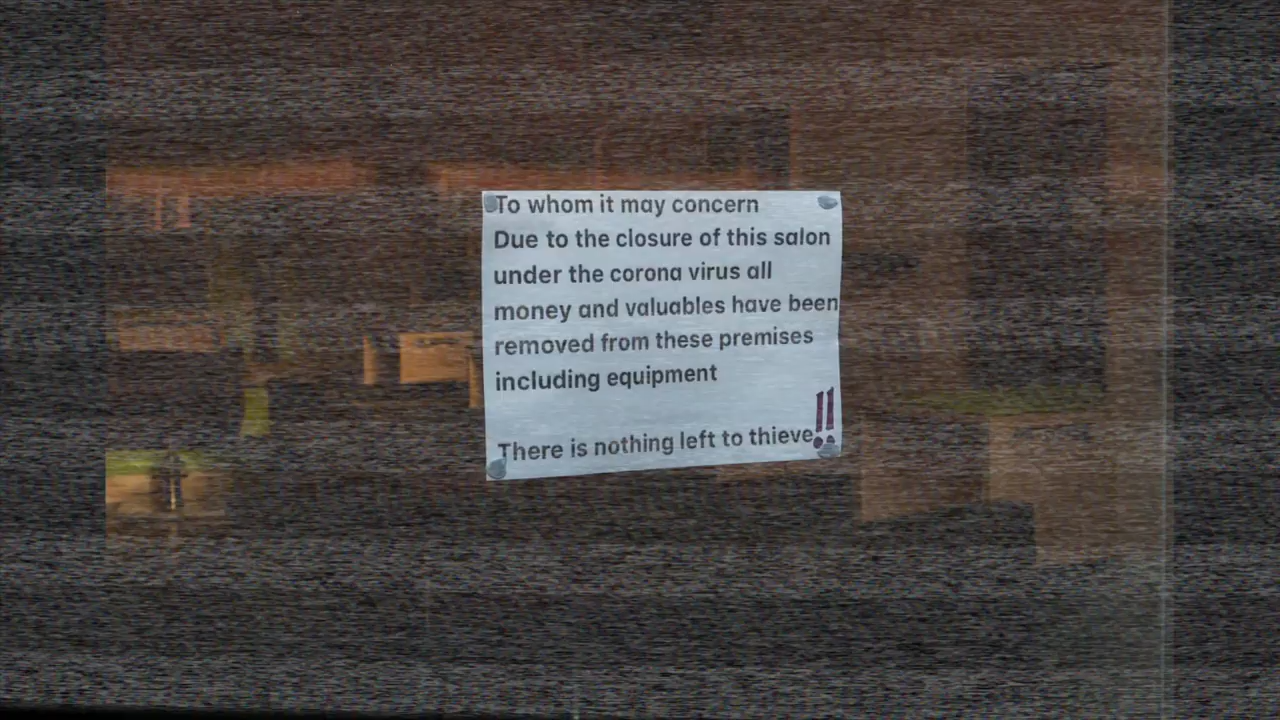 To whom it may concern
Due to the closure of this salon
under the corona virus all
money and valuables have been
removed from these premises
including equipment
There is nothing left to thieve!!